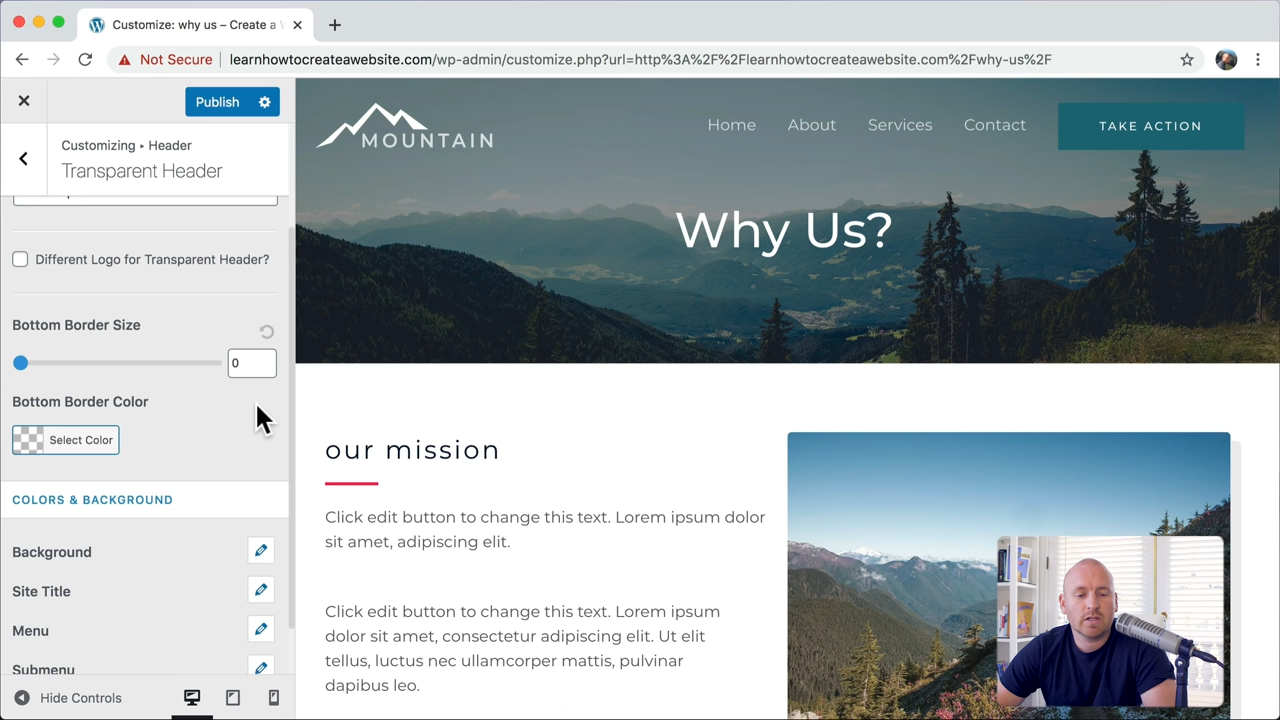 Customize: why us – Create a W
Not Secure
learnhowtocreateawebsite.com/wp-admin/customize.php?url=http%3A%2F%2Flearnhowtocreateawebsite.com%2Fwhy-us%2F
Publish
Customizing ▸ Header
Transparent Header
Different Logo for Transparent Header?
Bottom Border Size
0
Bottom Border Color
Select Color
COLORS & BACKGROUND
Background
Site Title
Menu
Submenu
Hide Controls
MOUNTAIN
Home About Services Contact TAKE ACTION
Why Us?
our mission
Click edit button to change this text. Lorem ipsum dolor
sit amet, adipiscing elit.
Click edit button to change this text. Lorem ipsum
dolor sit amet, consectetur adipiscing elit. Ut elit
tellus, luctus nec ullamcorper mattis, pulvinar
dapibus leo.